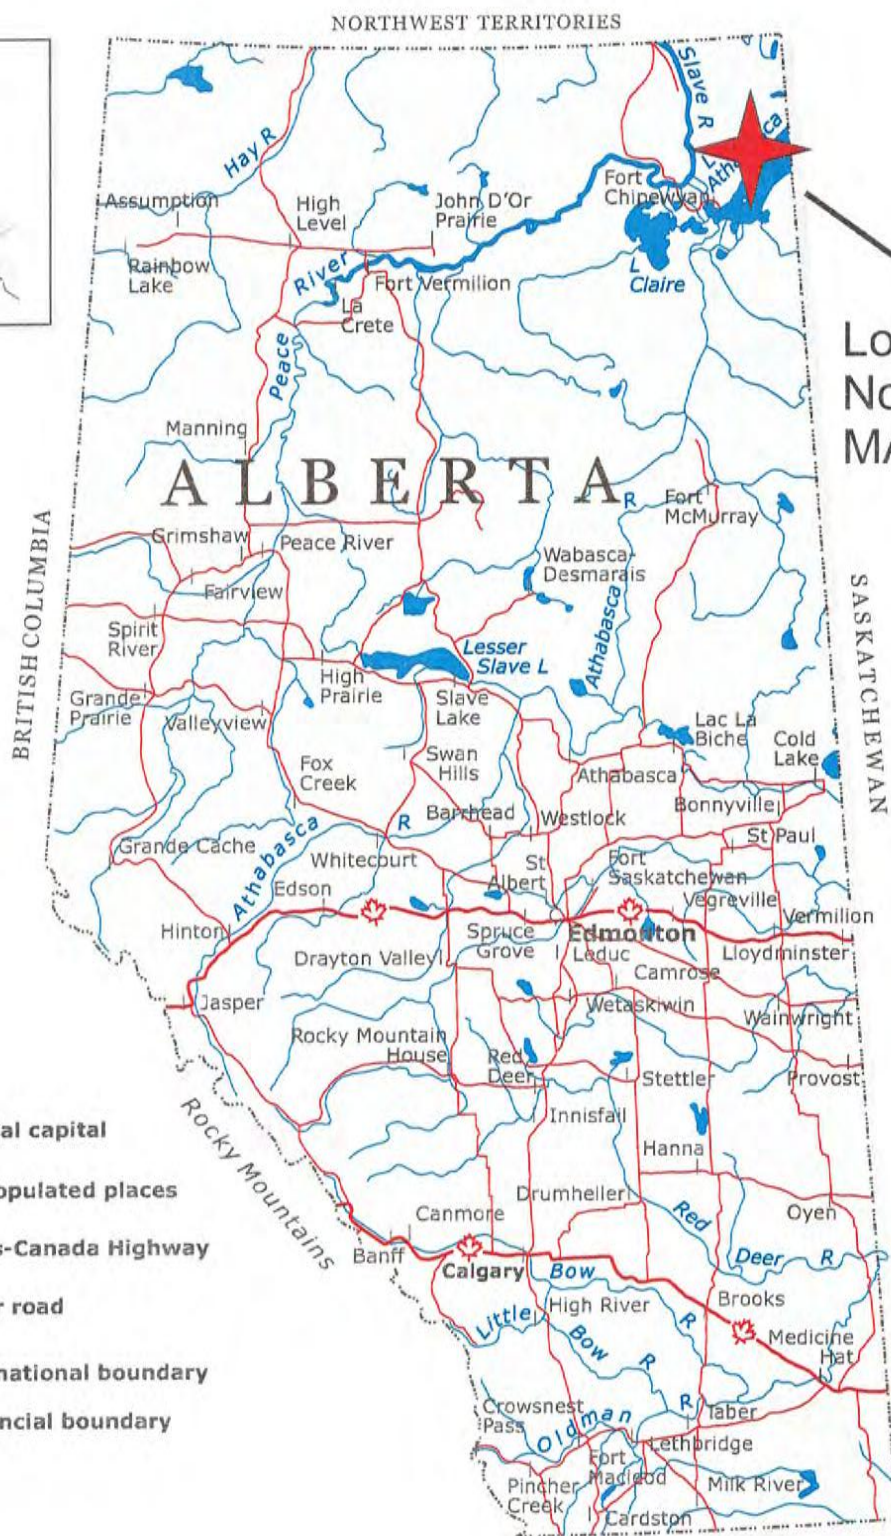 NORTHWEST TERRITORIES
Slave R
Hay R
L
Atha
ca
Fort
Chipewyan
Assumption
High
Level
John D'Or
Prairie
Rainbow
Lake
River
Fort Vermilion
L
Claire
La
Crete
Peace
Lo
No
MA
Manning
ALBERTA
R
Fort
McMurray
Grimshaw
Peace River
Wabasca-
Desmarais
Fairview
Athabasca
BRITISH COLUMBIA
SASKATCHEWAN
Spirit
River
Lesser
Slave L
High
Prairie
Slave
Lake
Grande
Prairie
Valleyview
Lac La
Biche
Cold
Lake
Fox
Creek
Swan
Hills
Athabasca
Bonnyville
Barrhead
Westlock
R
St Paul
Grande Cache
Athabasca
Whitecourt
St
Albert
Fort
Saskatchewan
Edson
Vegreville
Vermilion
Hinton
Spruce
Grove
Edmonton
Leduc
Lloydminster
Drayton Valley
Camrose
Jasper
Wetaskiwin
Wainwright
Rocky Mountain
House
Red
Deer
Stettler
Provost
Rocky Mountains
Innisfail
al capital
Hanna
opulated places
Drumheller
Red
Oyen
Canmore
s-Canada Highway
Banff
Calgary
Bow
Deer R
r road
High River
R
Brooks
Little
Bow
R
Medicine
Hat
national boundary
Crowsnest
Pass
R
Taber
ncial boundary
Oldman
Lethbridge
Fort
Macleod
Pincher
Creek
Milk River
Cardston